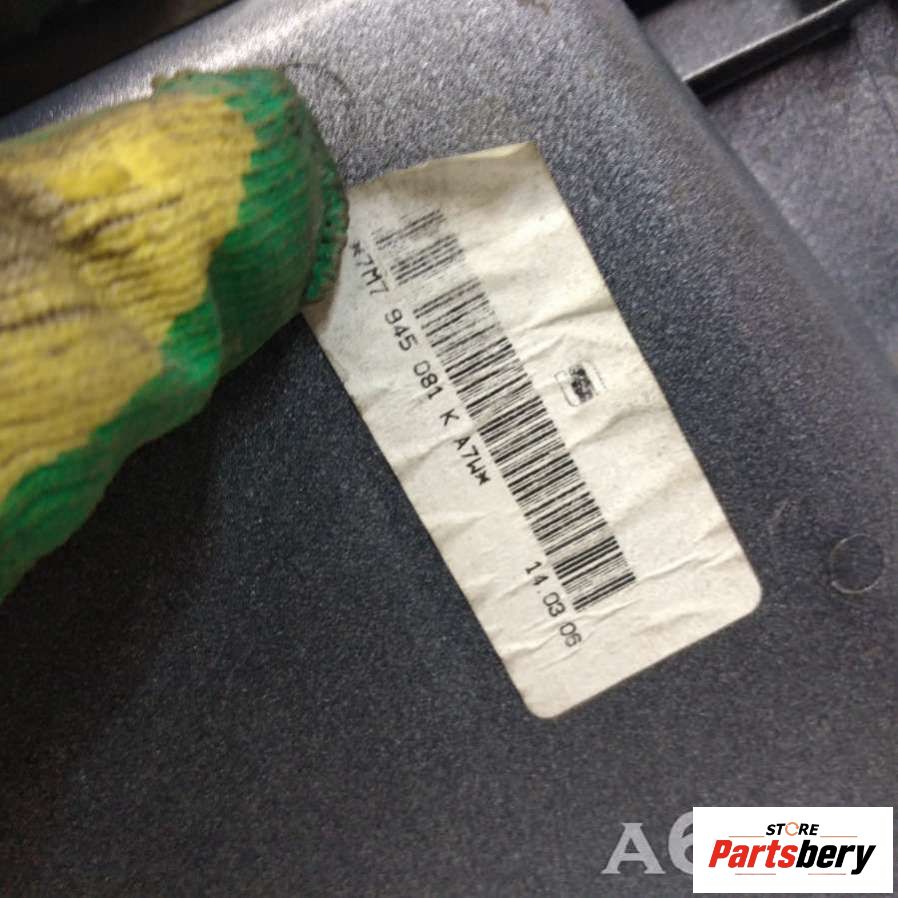 *7M7 945 081 K A7W*
14.03.06
A6
STORE
Partsbery